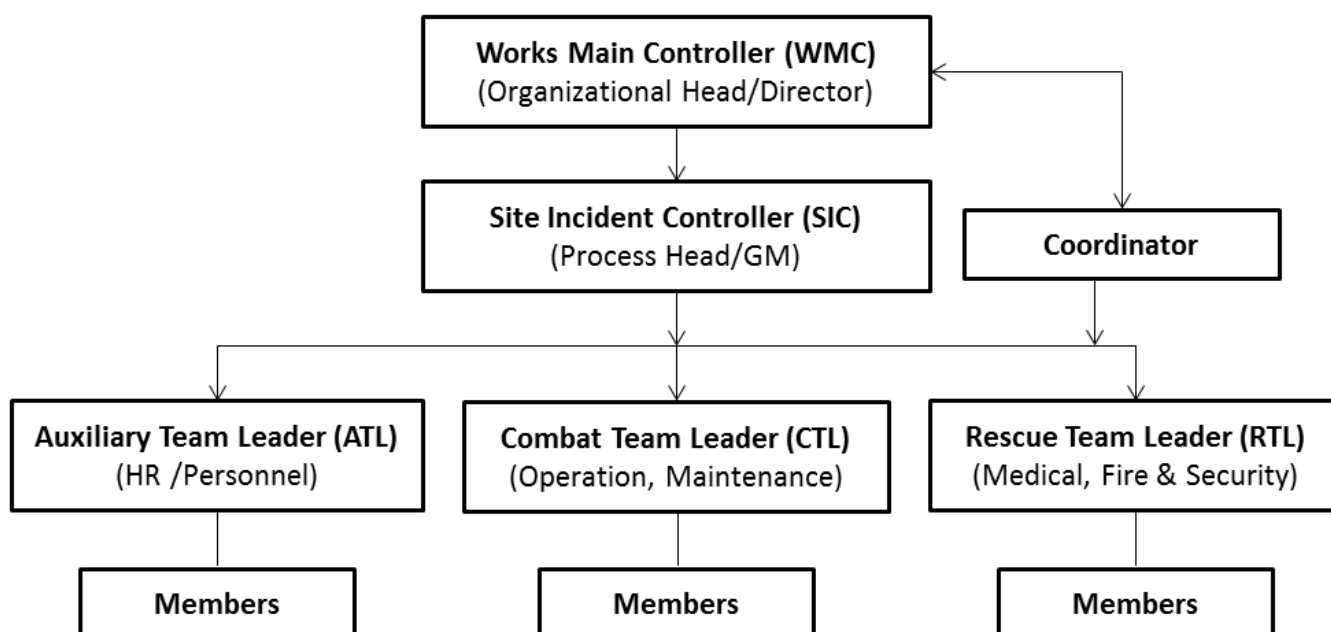 Works Main Controller (WMC)
(Organizational Head/Director)
Site Incident Controller (SIC)
(Process Head/GM)
Coordinator
Auxiliary Team Leader (ATL)
(HR /Personnel)
Combat Team Leader (CTL)
(Operation, Maintenance)
Rescue Team Leader (RTL)
(Medical, Fire & Security)
Members
Members
Members